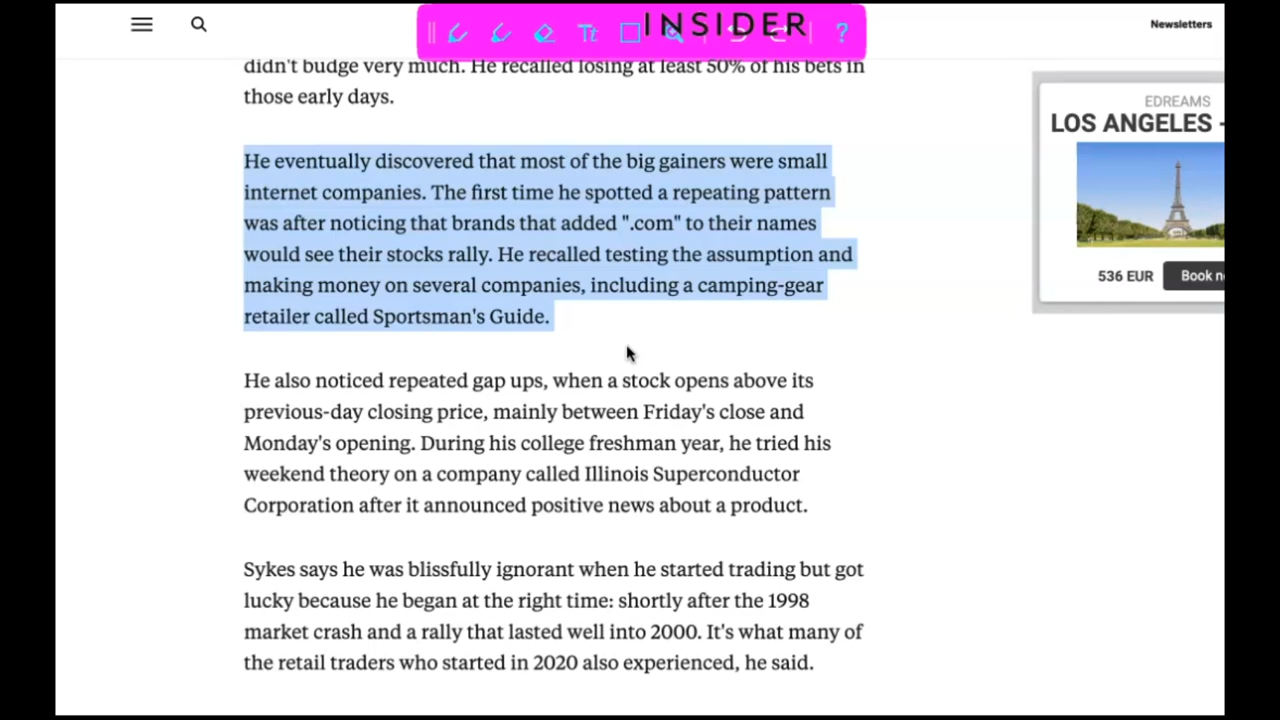 INSIDER
Tt
?
Newsletters
didn't budge very much. He recalled losing at least 50% of his bets in
those early days.
He eventually discovered that most of the big gainers were small
internet companies. The first time he spotted a repeating pattern
was after noticing that brands that added ".com" to their names
would see their stocks rally. He recalled testing the assumption and
making money on several companies, including a camping-gear
retailer called Sportsman's Guide.
He also noticed repeated gap ups, when a stock opens above its
previous-day closing price, mainly between Friday's close and
Monday's opening. During his college freshman year, he tried his
weekend theory on a company called Illinois Superconductor
Corporation after it announced positive news about a product.
Sykes says he was blissfully ignorant when he started trading but got
lucky because he began at the right time: shortly after the 1998
market crash and a rally that lasted well into 2000. It's what many of
the retail traders who started in 2020 also experienced, he said.
EDREAMS
LOS ANGELES -
536 EUR
Book